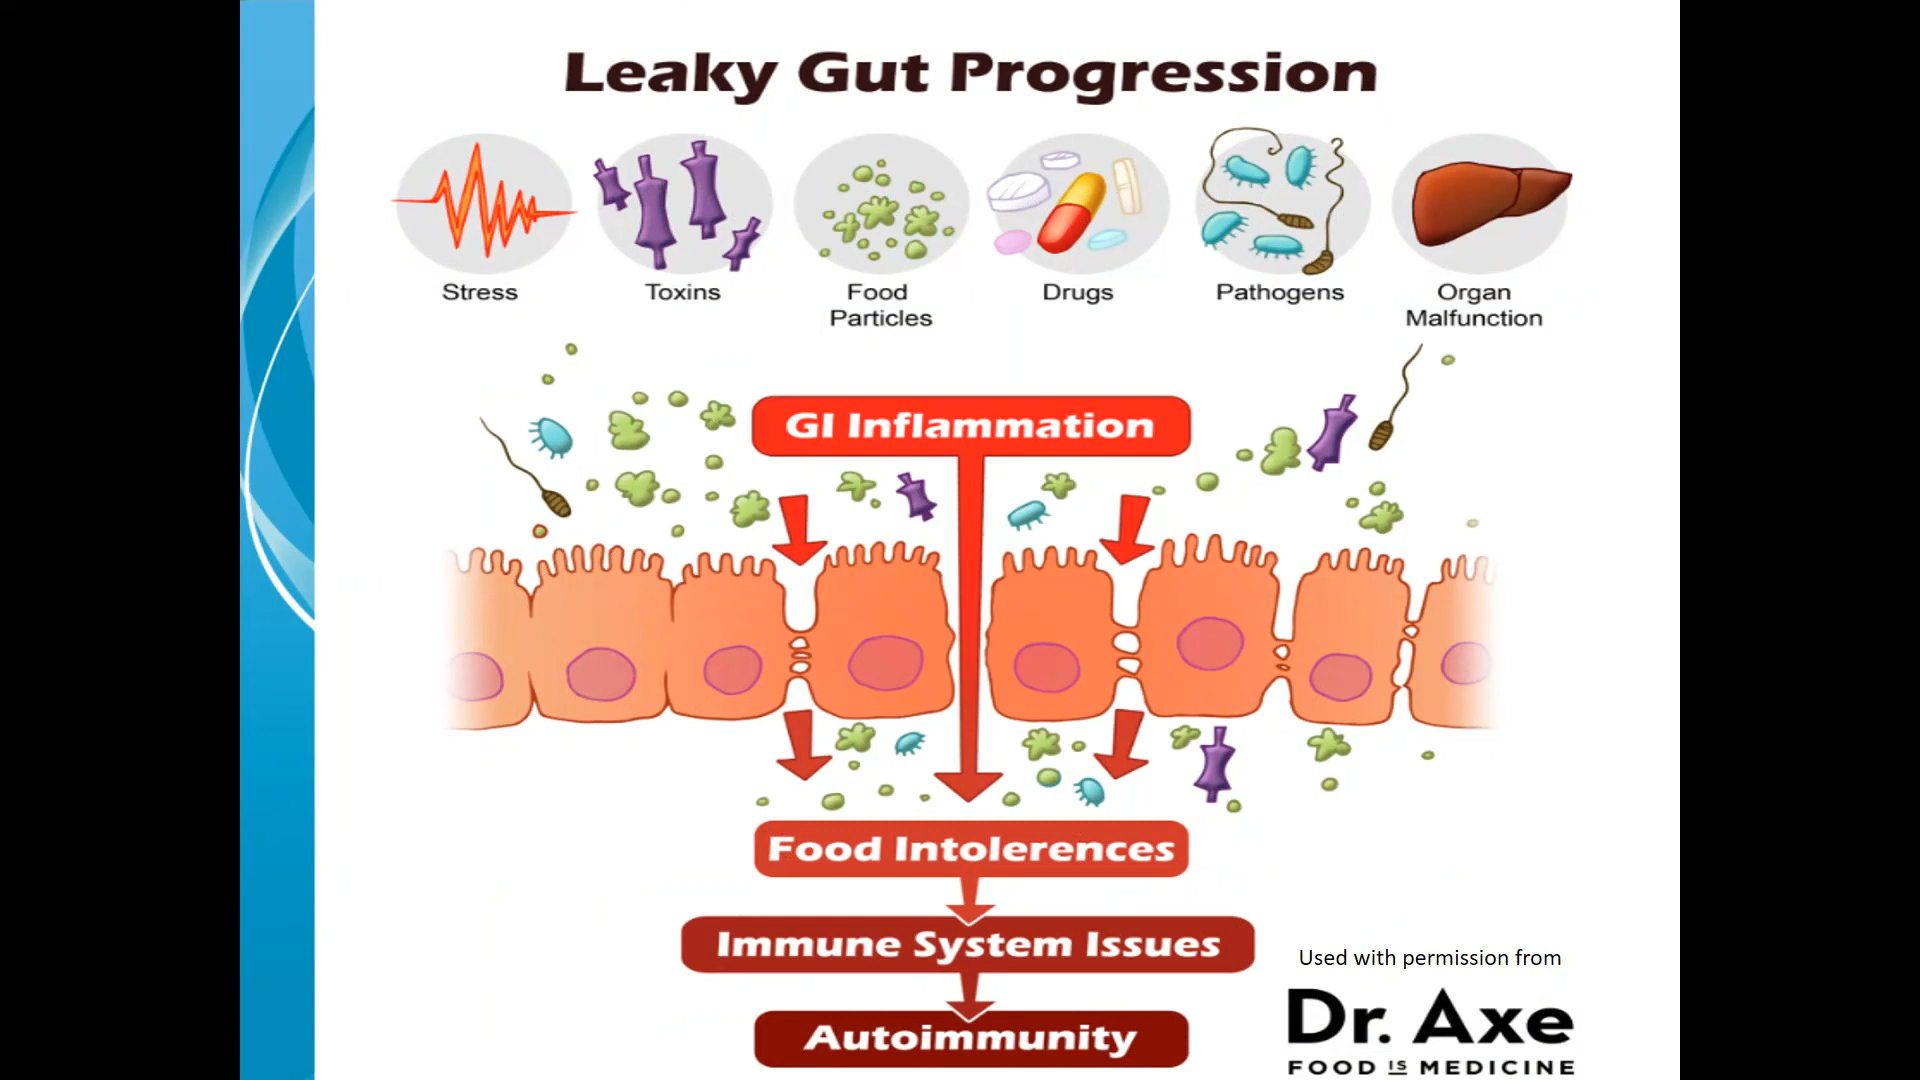 Leaky Gut Progression
Stress
Toxins
Food
Particles
Drugs
Pathogens
Organ
Malfunction
GI Inflammation
Food Intolerences
Immune System Issues
Autoimmunity
Used with permission from
Dr. Axe
FOOD IS MEDICINE